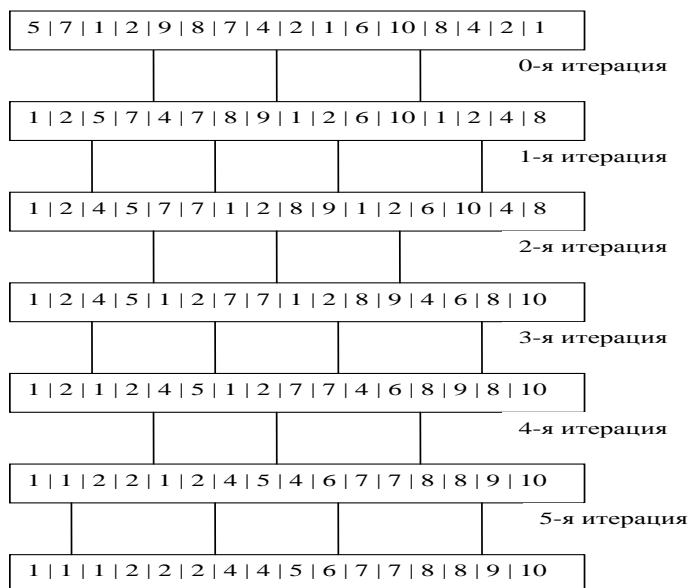 5 | 7 | 1 | 2 | 9 | 8 | 7 | 4 | 2 | 1 | 6 | 10 | 8 | 4 | 2 | 1
0-я итерация
1 | 2 | 5 | 7 | 4 | 7 | 8 | 9 | 1 | 2 | 6 | 10 | 1 | 2 | 4 | 8
1-я итерация
1 | 2 | 4 | 5 | 7 | 7 | 1 | 2 | 8 | 9 | 1 | 2 | 6 | 10 | 4 | 8
2-я итерация
1 | 2 | 4 | 5 | 1 | 2 | 7 | 7 | 1 | 2 | 8 | 9 | 4 | 6 | 8 | 10
3-я итерация
1 | 2 | 1 | 2 | 4 | 5 | 1 | 2 | 7 | 7 | 4 | 6 | 8 | 9 | 8 | 10
4-я итерация
1 | 1 | 2 | 2 | 1 | 2 | 4 | 5 | 4 | 6 | 7 | 7 | 8 | 8 | 9 | 10
5-я итерация
1 | 1 | 1 | 2 | 2 | 2 | 4 | 4 | 5 | 6 | 7 | 7 | 8 | 8 | 9 | 10